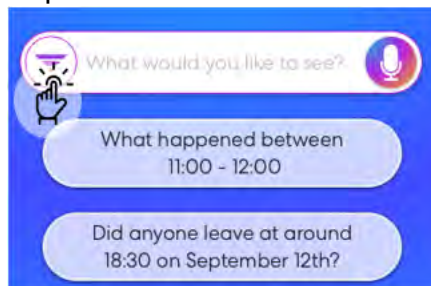 What would you like to see?
What happened between
11:00 - 12:00
Did anyone leave at around
18:30 on September 12th?